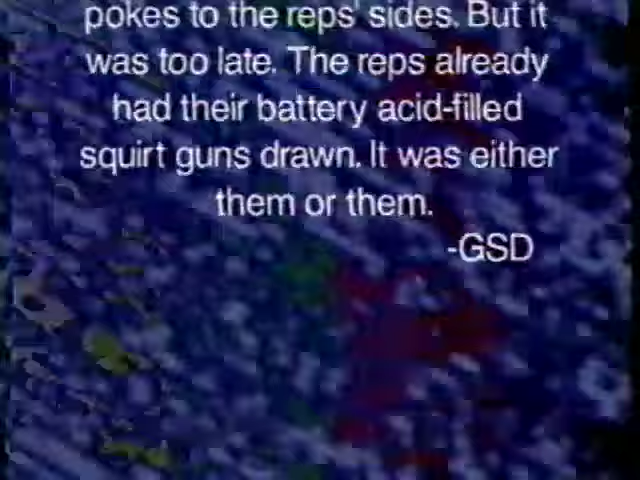 pokes to the reps' sides. But it
was too late. The reps already
had their battery acid-filled
squirt guns drawn. It was either
them or them.
-GSD